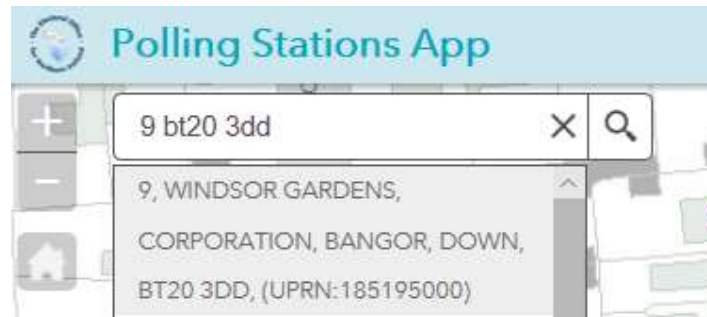 Polling Stations App
9 bt20 3dd
9, WINDSOR GARDENS,
CORPORATION, BANGOR, DOWN,
BT20 3DD, (UPRN:185195000)